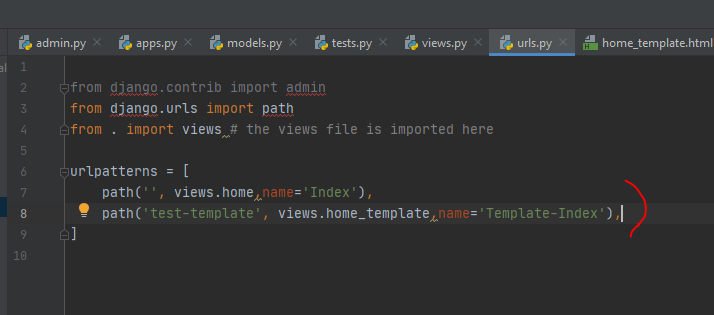 admin.py × apps.py × models.py × tests.py × views.py × urls.py × home_template.html
1
2 from django.contrib import admin
3 from django.urls import path
4 from . import views # the views file is imported here
5
6 urlpatterns = [
7 path('', views.home,name='Index'),
8 path('test-template', views.home_template,name='Template-Index'),
9 ]
10